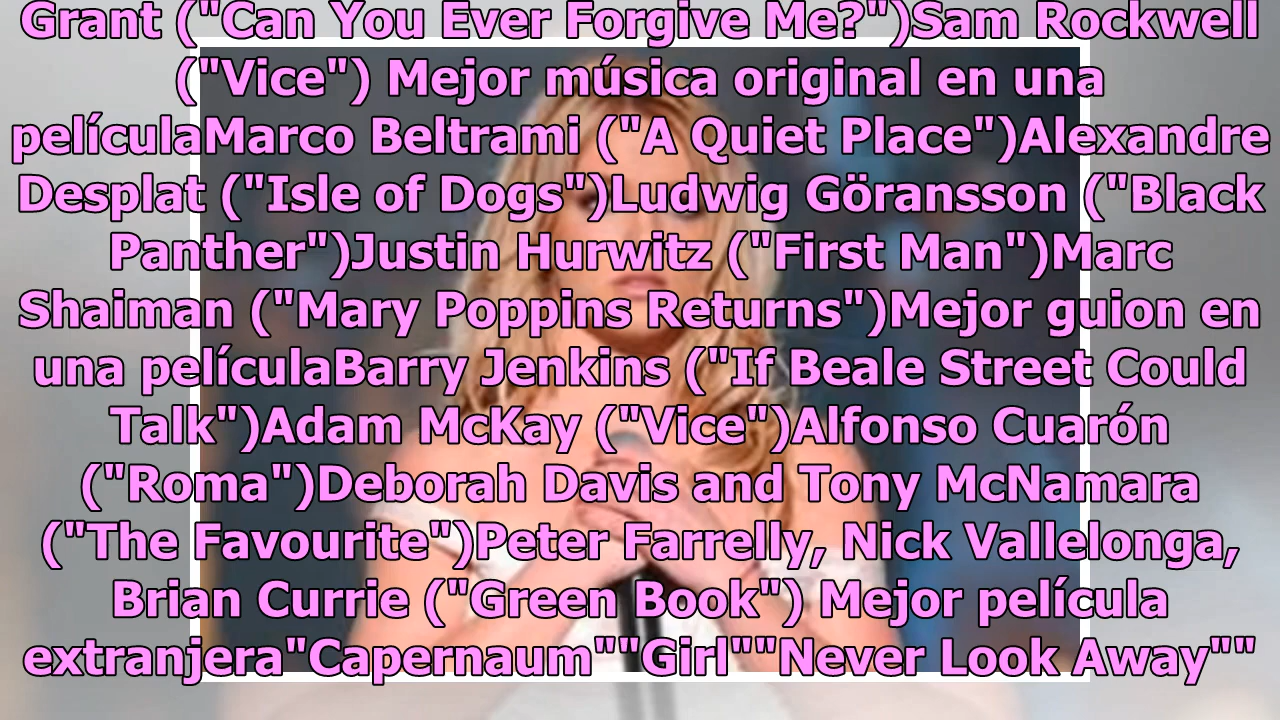 Grant ("Can You Ever Forgive Me?")Sam Rockwell
("Vice") Mejor música original en una
películaMarco Beltrami ("A Quiet Place")Alexandre
Desplat ("Isle of Dogs")Ludwig Göransson ("Black
Panther")Justin Hurwitz ("First Man")Marc
Shaiman ("Mary Poppins Returns")Mejor guion en
una películaBarry Jenkins ("If Beale Street Could
Talk")Adam McKay ("Vice")Alfonso Cuarón
("Roma")Deborah Davis and Tony McNamara
("The Favourite")Peter Farrelly, Nick Vallelonga,
Brian Currie ("Green Book") Mejor película
extranjera"Capernaum""Girl""Never Look Away""